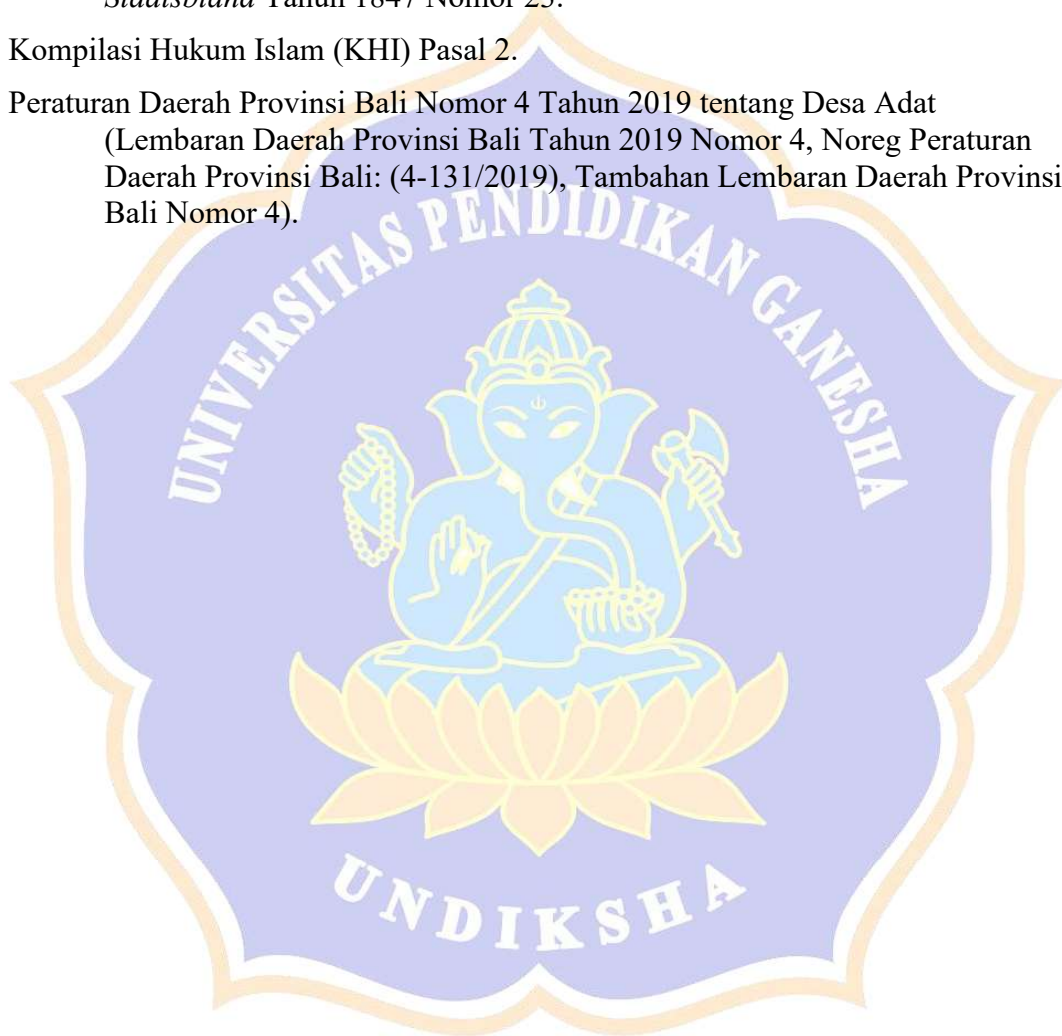 Tahun 1847 Nomor 23.
Kompilasi Hukum Islam (KHI) Pasal 2.
Peraturan Daerah Provinsi Bali Nomor 4 Tahun 2019 tentang Desa Adat
(Lembaran Daerah Provinsi Bali Tahun 2019 Nomor 4, Noreg Peraturan
Daerah Provinsi Bali: (4-131/2019), Tambahan Lembaran Daerah Provinsi
Bali Nomor 4).
UNIVERSITAS PENDIDIKAN GANESHA
UNDIKSHA